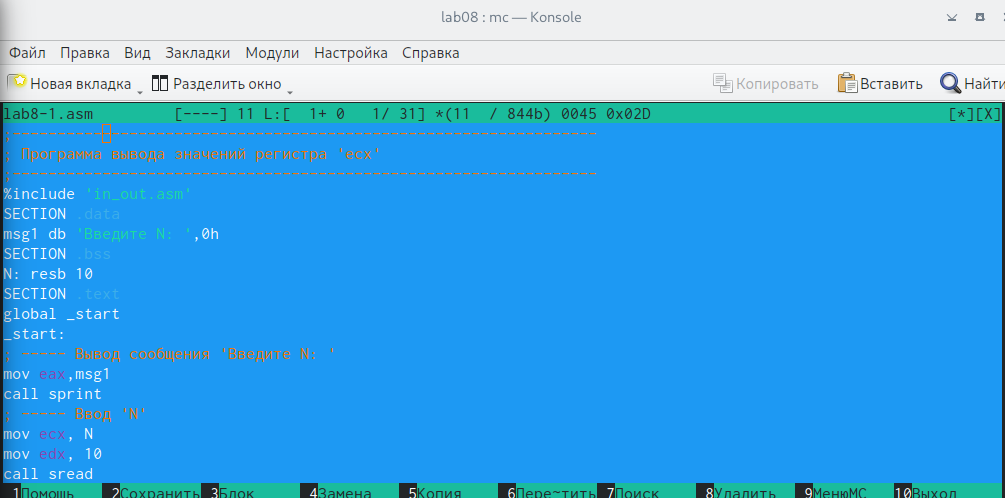 lab08 : mc — Konsole
Файл Правка Вид Закладки Модули Настройка Справка
Новая вкладка Разделить окно Копировать Вставить Найти
lab8-1.asm [----] 11 L:[ 1+ 0 1/ 31] *(11 / 844b) 0045 0x02D [*][X]
;-----------------------------------------------------------------
; Программа вывода значений регистра 'ecx'
;-----------------------------------------------------------------
%include 'in_out.asm'
SECTION .data
msg1 db 'Введите N: ',0h
SECTION .bss
N: resb 10
SECTION .text
global _start
_start:
; ----- Вывод сообщения 'Введите N: '
mov eax,msg1
call sprint
; ----- Ввод 'N'
mov ecx, N
mov edx, 10
call sread
1Помощь 2Сохранить 3Блок 4Замена 5Копия 6Пере~тить 7Поиск 8Удалить 9МенюMC 10Выход